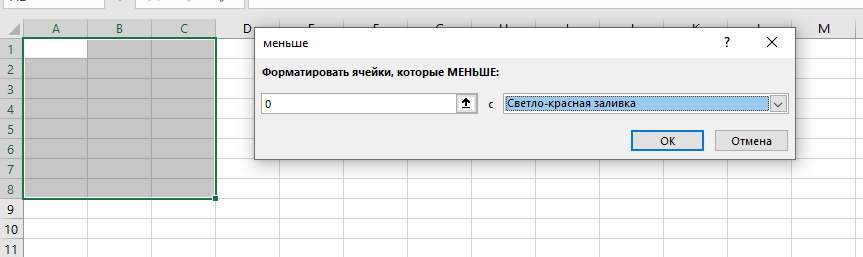 A B C D M
меньше ? ×
1
Форматировать ячейки, которые МЕНЬШЕ:
2
3
0 с Светло-красная заливка
4
5
ОК Отмена
6
7
8
9
10
11